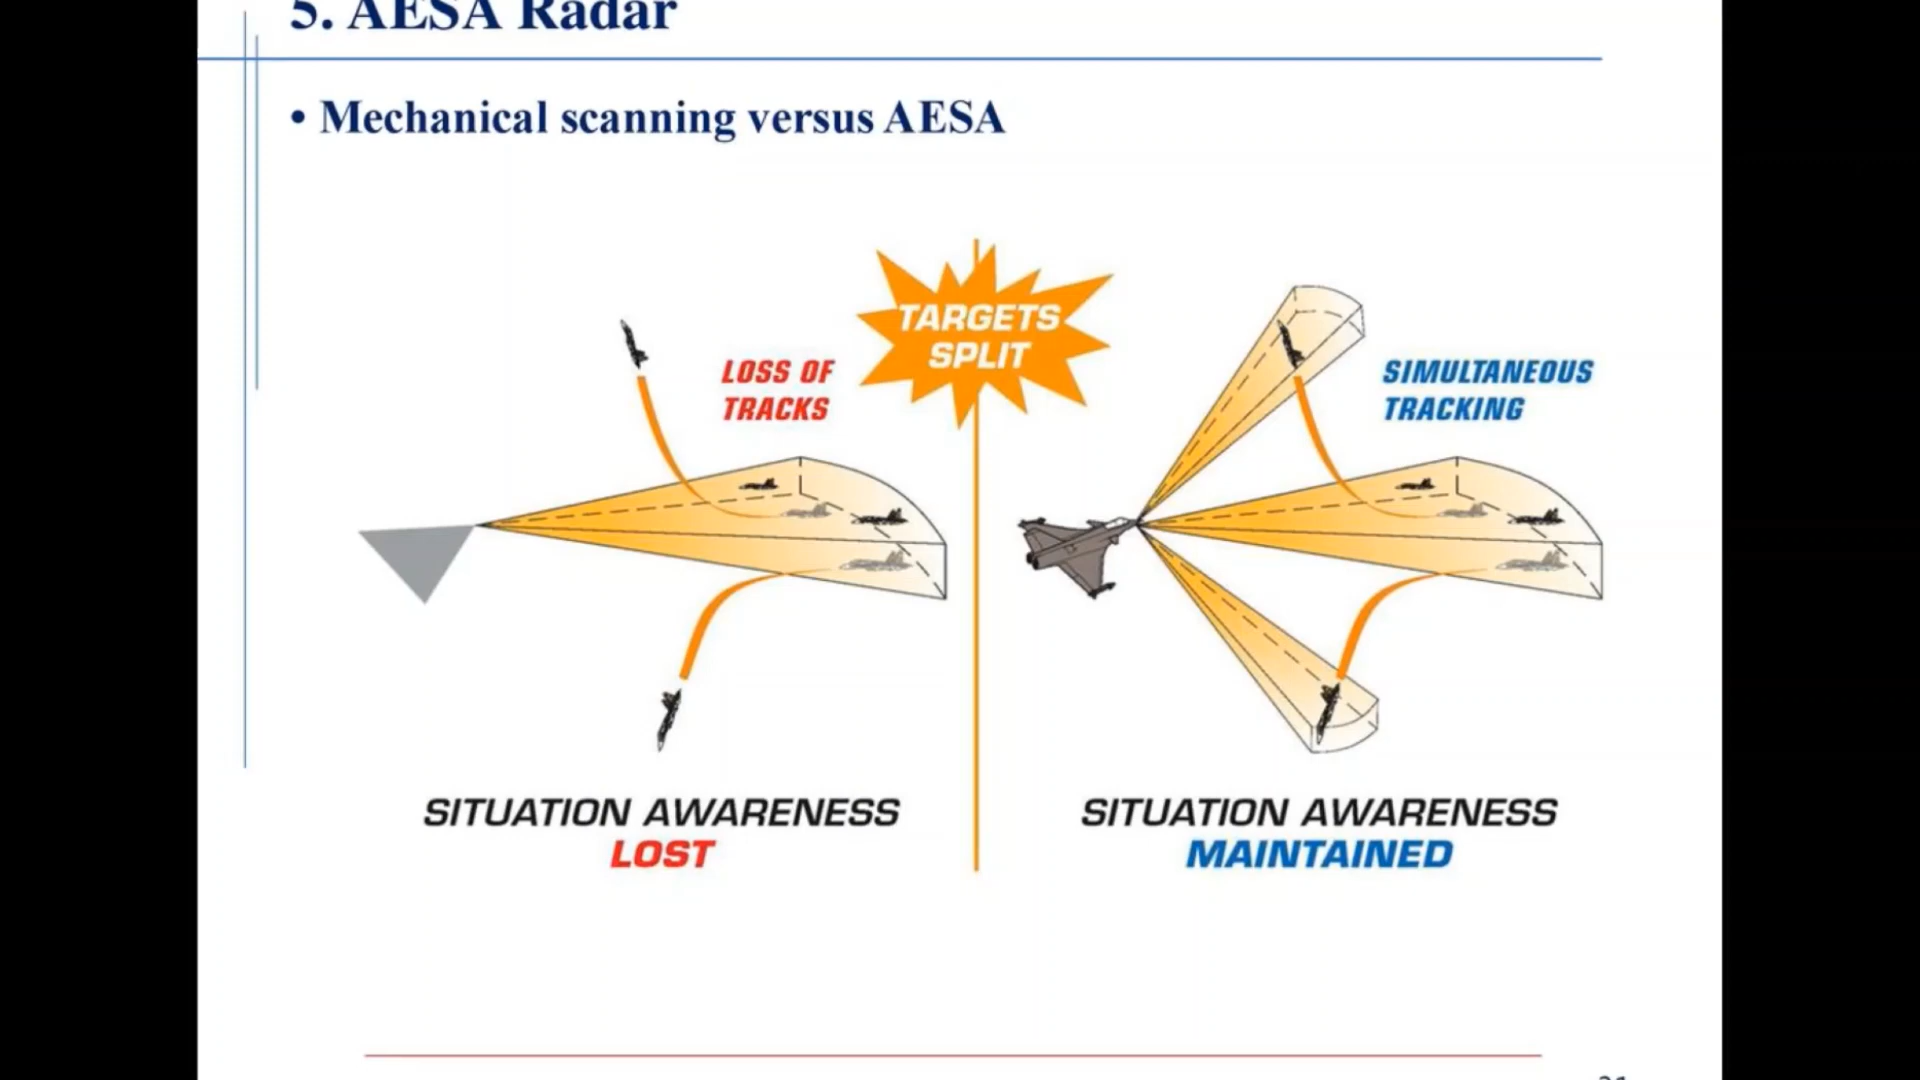 5. AESA Radar
• Mechanical scanning versus AESA
TARGETS
SPLIT
LOSS OF
TRACKS
SIMULTANEOUS
TRACKING
SITUATION AWARENESS
LOST
SITUATION AWARENESS
MAINTAINED